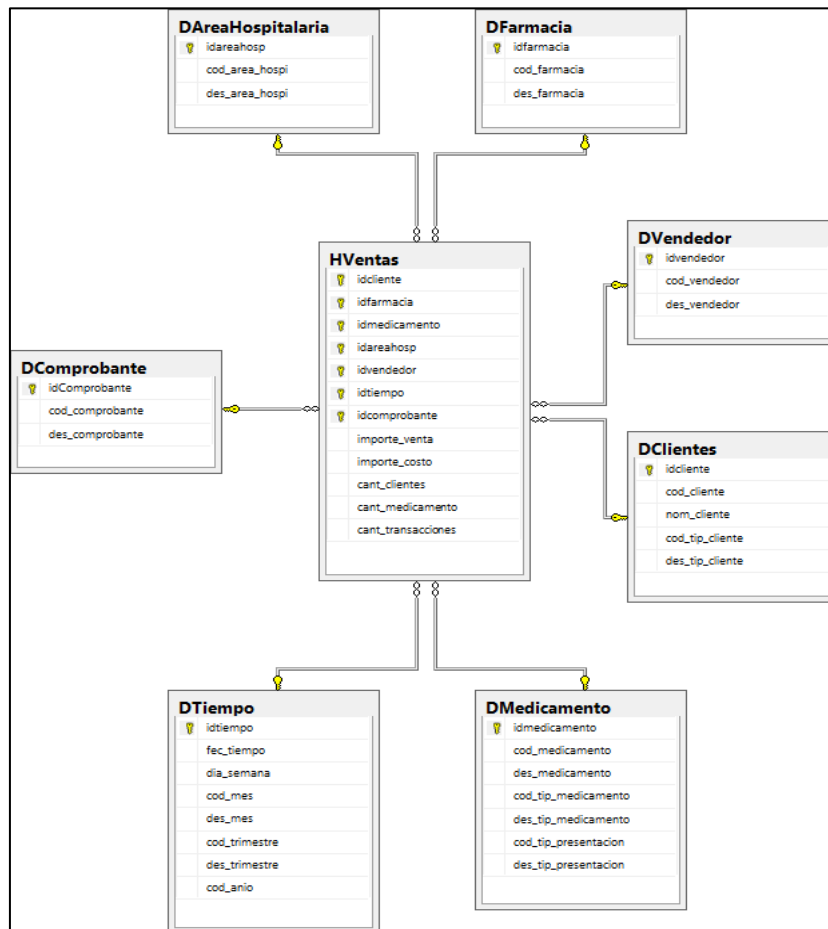 DAreaHospitalaria
idareahosp
cod_area_hospi
des_area_hospi
DFarmacia
idfarmacia
cod_farmacia
des_farmacia
HVentas
idcliente
idfarmacia
idmedicamento
idareahosp
idvendedor
idtiempo
idcomprobante
importe_venta
importe_costo
cant_clientes
cant_medicamento
cant_transacciones
DVendedor
idvendedor
cod_vendedor
des_vendedor
DComprobante
idComprobante
cod_comprobante
des_comprobante
DClientes
idcliente
cod_cliente
nom_cliente
cod_tip_cliente
des_tip_cliente
DTiempo
idtiempo
fec_tiempo
dia_semana
cod_mes
des_mes
cod_trimestre
des_trimestre
cod_anio
DMedicamento
idmedicamento
cod_medicamento
des_medicamento
cod_tip_medicamento
des_tip_medicamento
cod_tip_presentacion
des_tip_presentacion